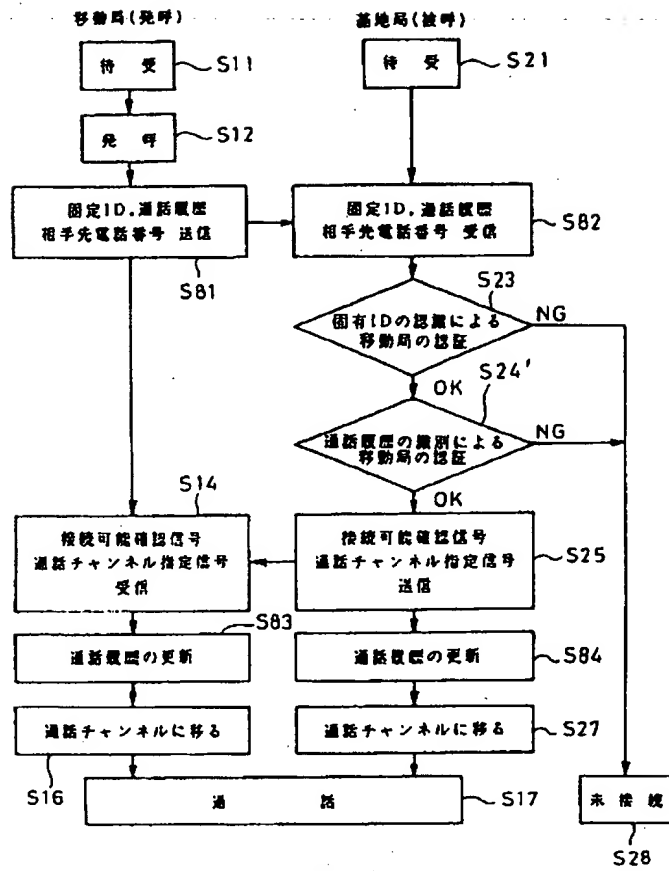 移動局(発呼)
基地局(被呼)
待 受
S11
待 受
S21
発 呼
S12
固定ID,通話履歴
相手先電話番号 送信
S81
固定ID,通話履歴
相手先電話番号 受信
S82
S23
固有IDの認識による
移動局の認証
NG
OK
S24'
通話履歴の識別による
移動局の認証
NG
OK
S14
接続可能確認信号
通話チャンネル指定信号
受信
接続可能確認信号
通話チャンネル指定信号
送信
S25
S83
通話履歴の更新
通話履歴の更新
S84
通話チャンネルに移る
S16
通話チャンネルに移る
S27
通 話
S17
未 接 続
S28